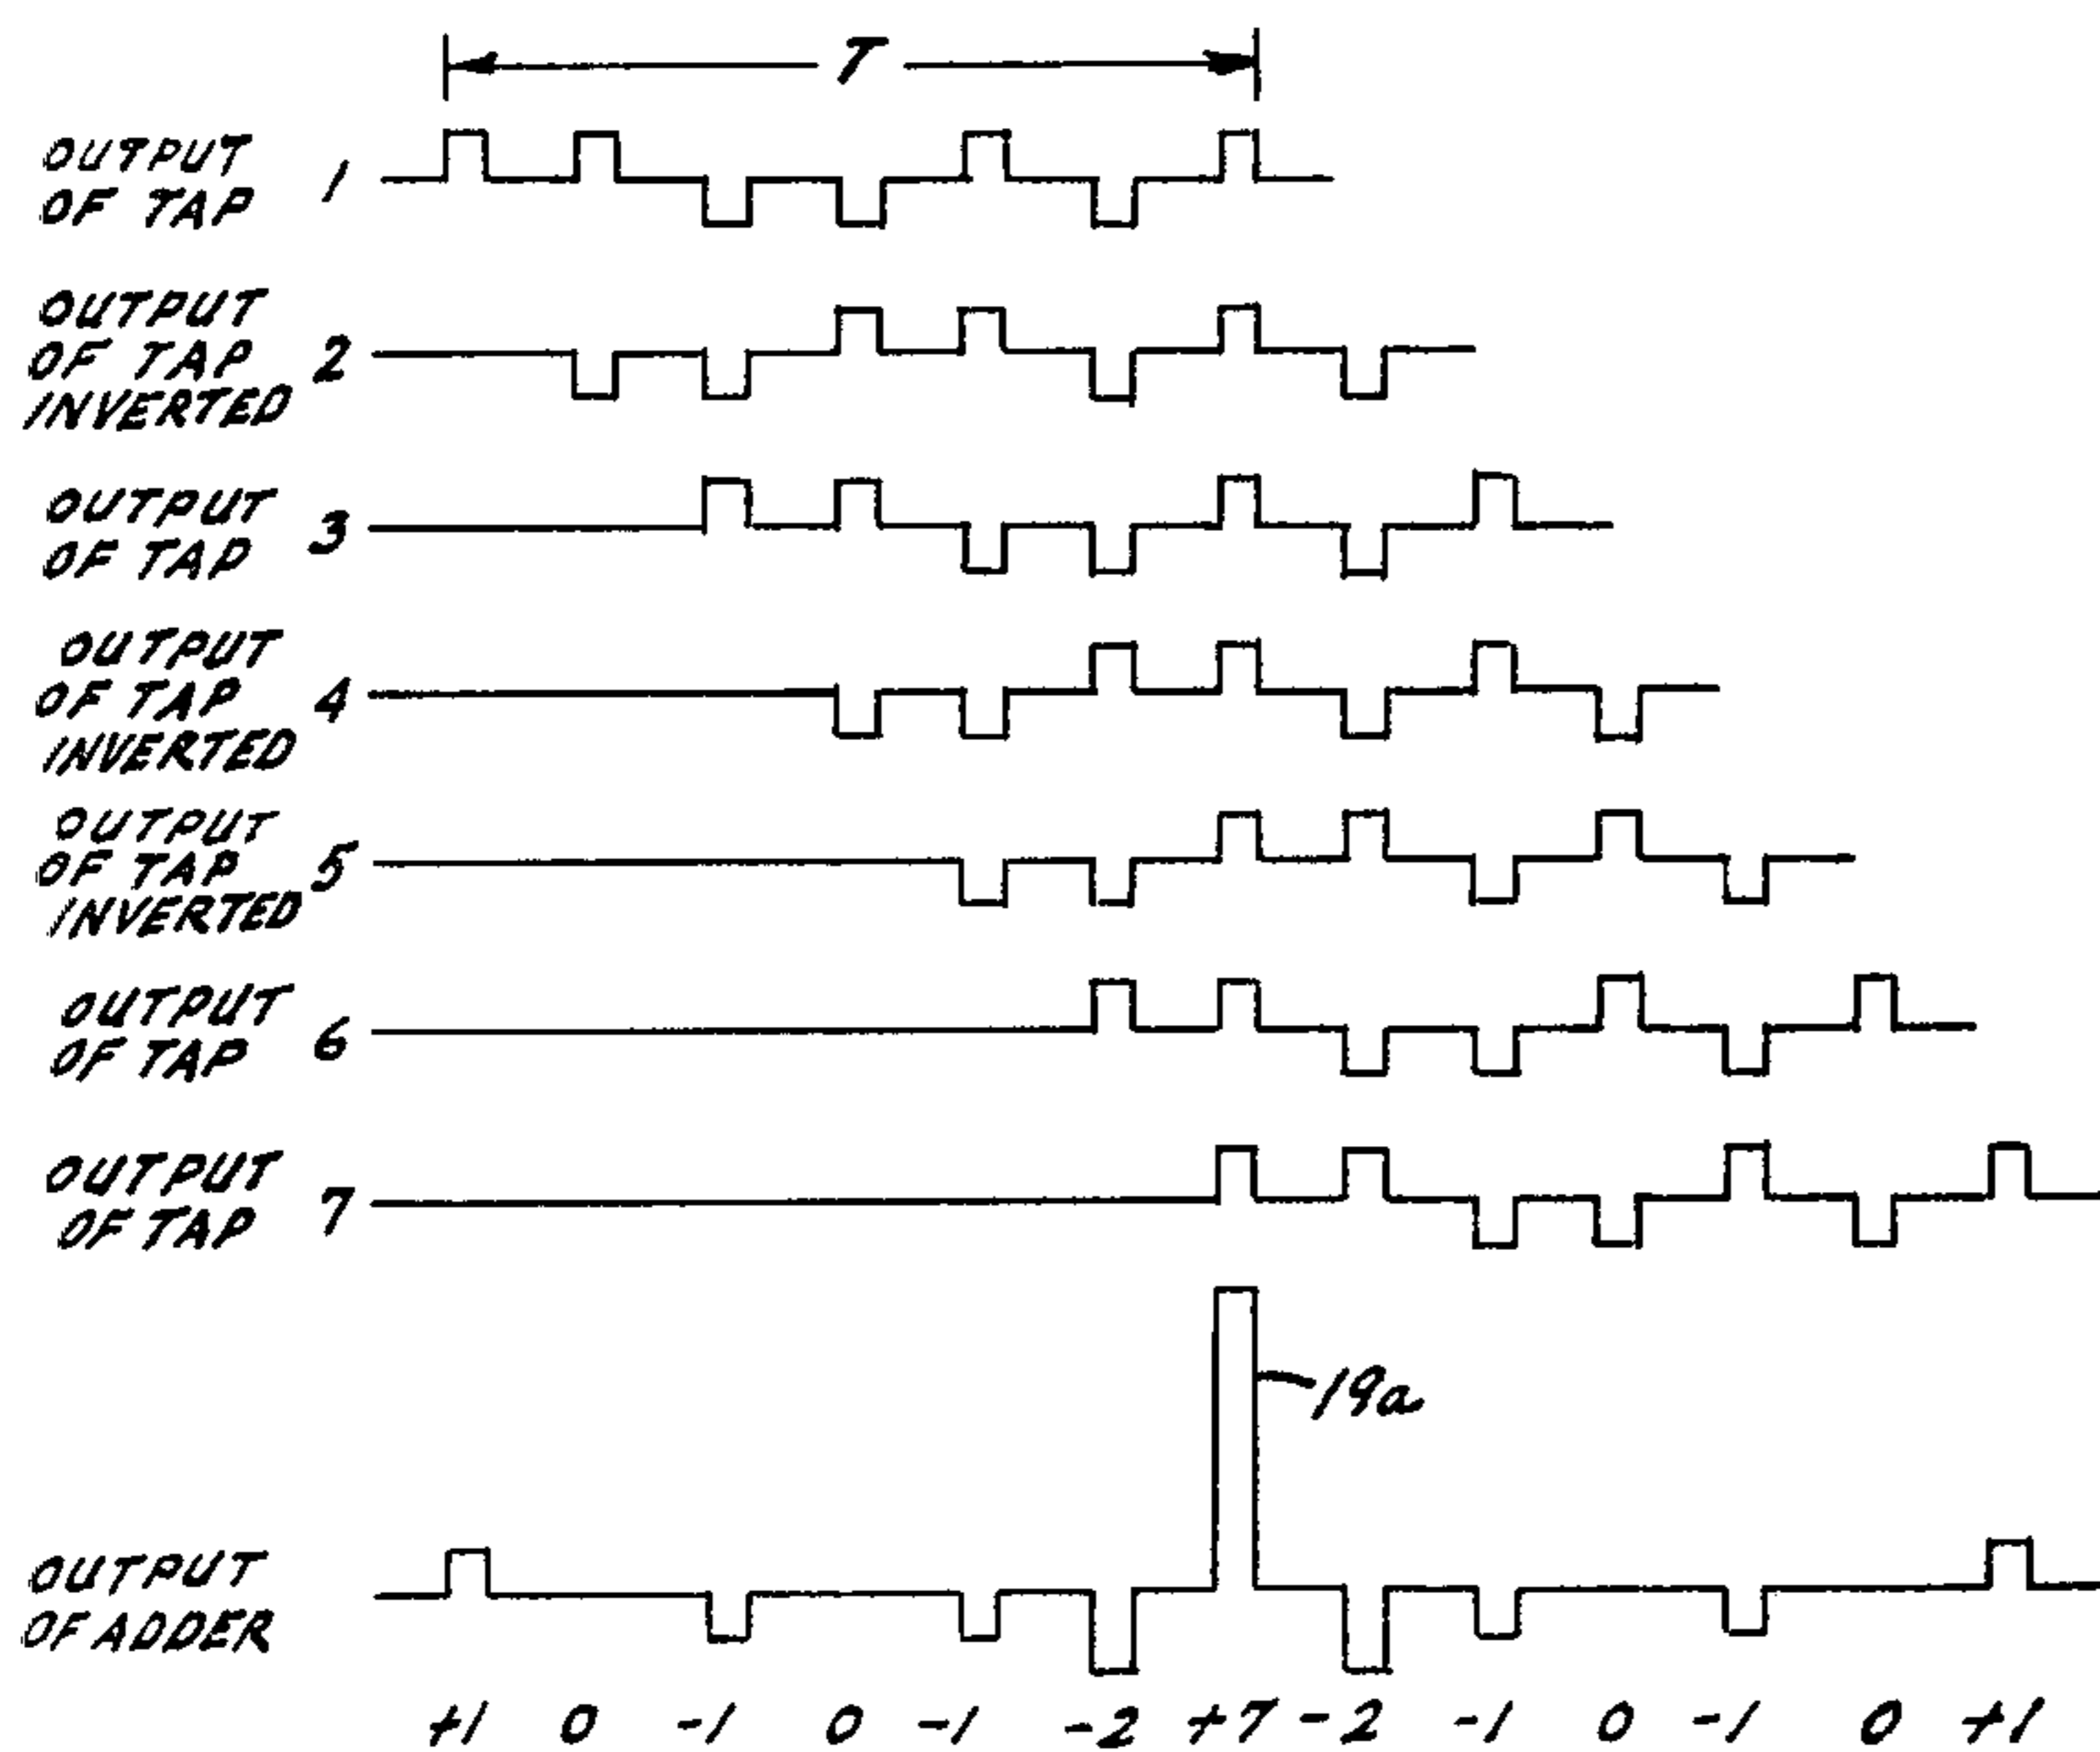 T
OUTPUT
OF TAP 1
OUTPUT
OF TAP 2
INVERTED
OUTPUT
OF TAP 3
OUTPUT
OF TAP 4
INVERTED
OUTPUT
OF TAP 5
INVERTED
OUTPUT
OF TAP 6
OUTPUT
OF TAP 7
19a
OUTPUT
OF ADDER
+1 0 -1 0 -1 -2 +7 -2 -1 0 -1 0 +1